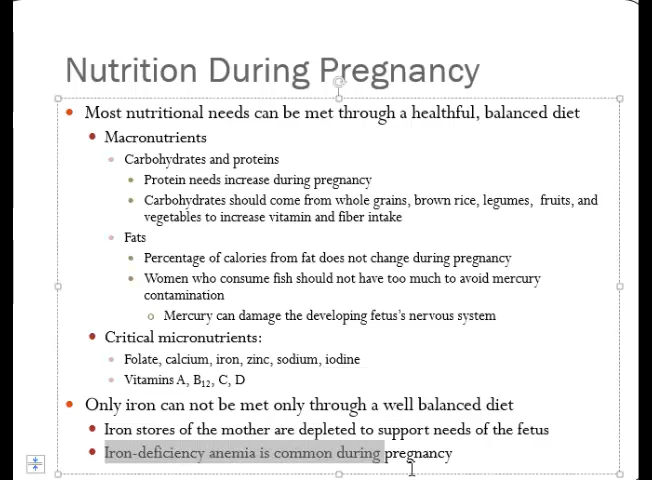 Nutrition During Pregnancy
Most nutritional needs can be met through a healthful, balanced diet
Macronutrients
Carbohydrates and proteins
Protein needs increase during pregnancy
Carbohydrates should come from whole grains, brown rice, legumes, fruits, and
vegetables to increase vitamin and fiber intake
Fats
Percentage of calories from fat does not change during pregnancy
Women who consume fish should not have too much to avoid mercury
contamination
Mercury can damage the developing fetus's nervous system
Critical micronutrients:
Folate, calcium, iron, zinc, sodium, iodine
Vitamins A, B₁₂, C, D
Only iron can not be met only through a well balanced diet
Iron stores of the mother are depleted to support needs of the fetus
Iron-deficiency anemia is common during pregnancy